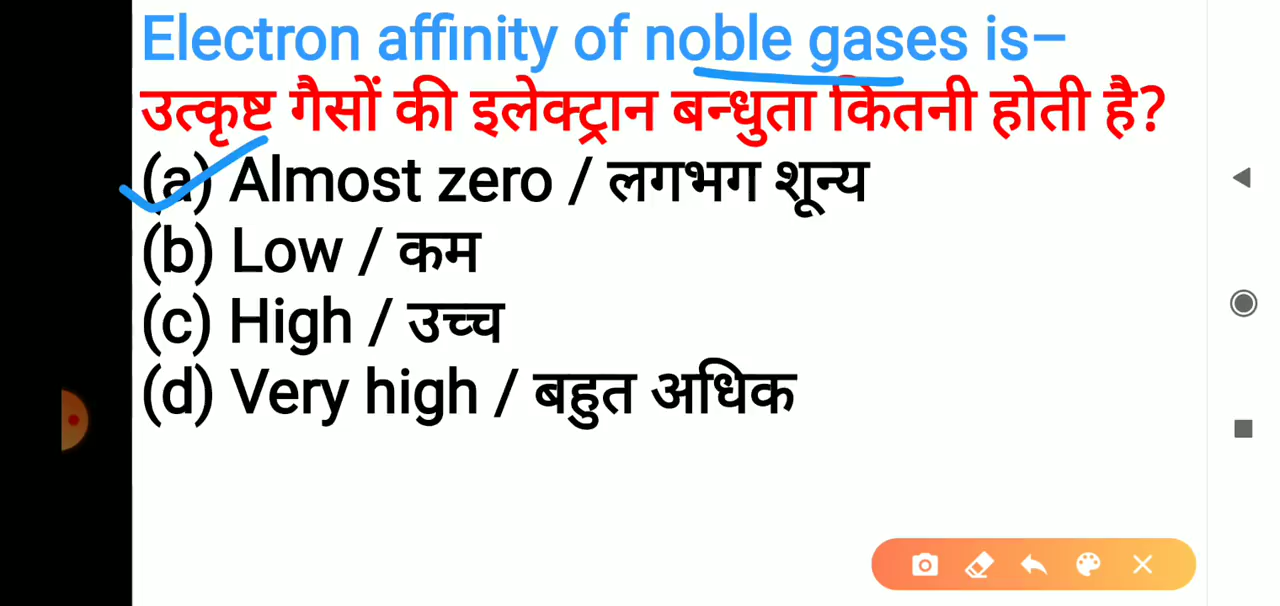 Electron affinity of noble gases is–
उत्कृष्ट गैसों की इलेक्ट्रान बन्धुता कितनी होती है?
(a) Almost zero / लगभग शून्य
(b) Low / कम
(c) High / उच्च
(d) Very high / बहुत अधिक